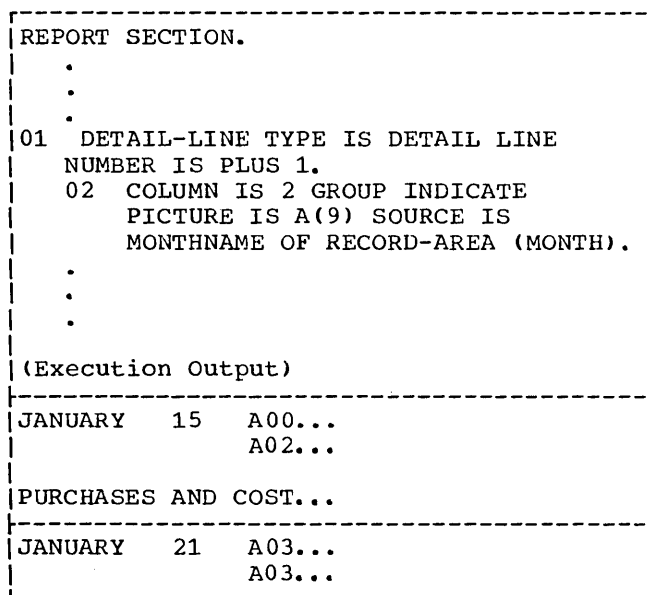 REPORT SECTION.
.
.
.
01 DETAIL-LINE TYPE IS DETAIL LINE
NUMBER IS PLUS 1.
02 COLUMN IS 2 GROUP INDICATE
PICTURE IS A(9) SOURCE IS
MONTHNAME OF RECORD-AREA (MONTH).
.
.
.
(Execution Output)
JANUARY 15 A00...
A02...
PURCHASES AND COST...
JANUARY 21 A03...
A03...